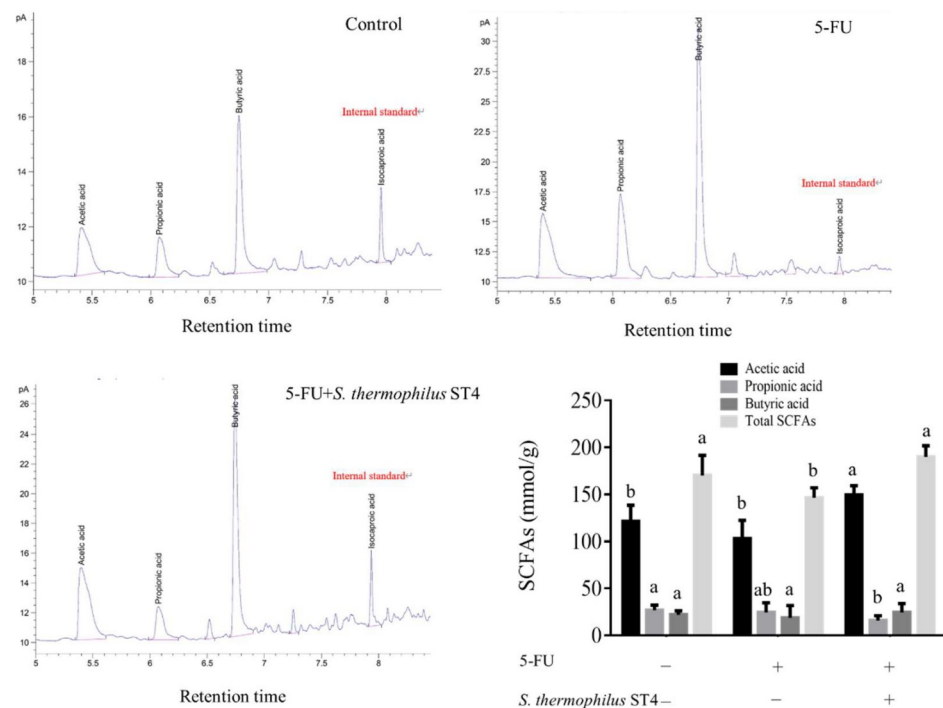 pA
Control
16
14
12
10
Acetic acid
Propionic acid
Butyric acid
Internal standard↵
Isocaproic acid
5
5.5
6
6.5
7
7.5
8
Retention time
pA
5-FU
30
27.5
25
22.5
20
17.5
15
12.5
10
Acetic acid
Propionic acid
Butyric acid
Internal standard↵
Isocaproic acid
5
5.5
6
6.5
7
7.5
8
Retention time
pA
5-FU+S. thermophilus ST4
26
24
22
20
18
16
14
12
10
Acetic acid
Propionic acid
Butyric acid
Internal standard↵
Isocaproic acid
5
5.5
6
6.5
7
7.5
8
Retention time
Acetic acid
Propionic acid
Butyric acid
Total SCFAs
SCFAs (mmol/g)
250
200
150
100
50
0
b a a a
b ab a b
a b a a
5-FU − + +
S. thermophilus ST4 − − +